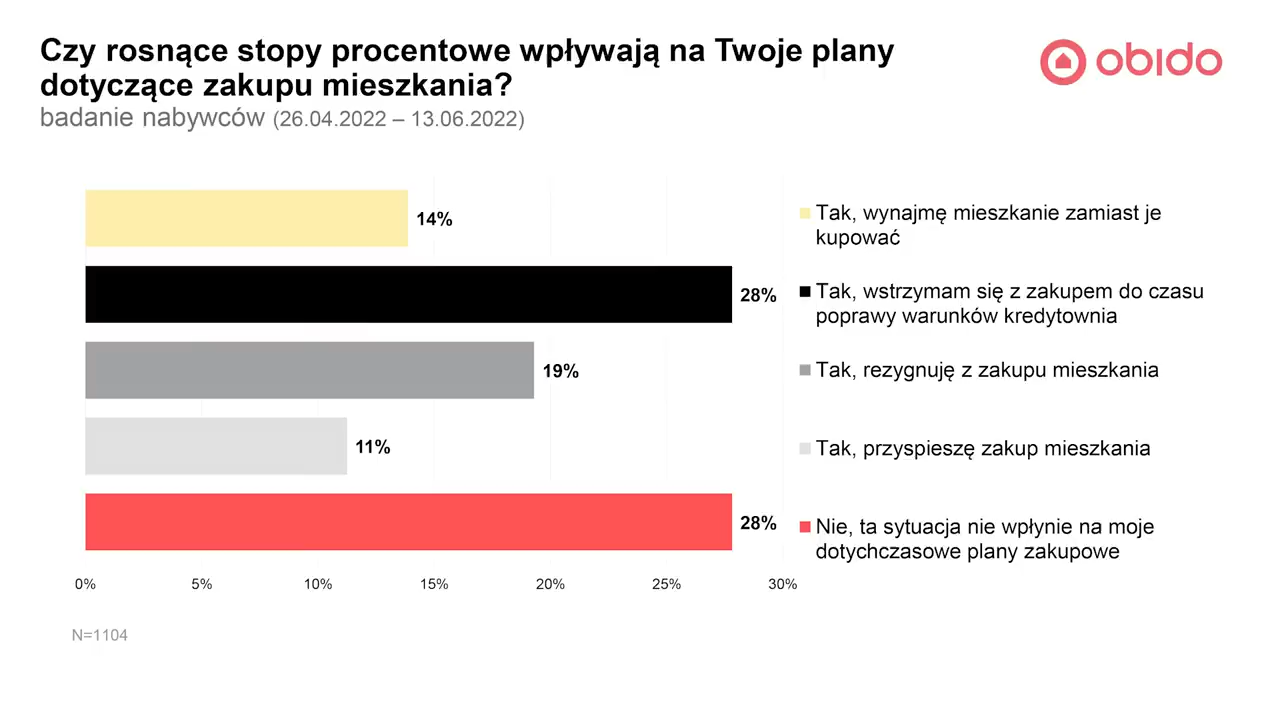 Czy rosnące stopy procentowe wpływają na Twoje plany
dotyczące zakupu mieszkania?
badanie nabywców (26.04.2022 – 13.06.2022)
obido
14%
Tak, wynajmę mieszkanie zamiast je
kupować
28%
Tak, wstrzymam się z zakupem do czasu
poprawy warunków kredytownia
19%
Tak, rezygnuję z zakupu mieszkania
11%
Tak, przyspieszę zakup mieszkania
28%
Nie, ta sytuacja nie wpłynie na moje
dotychczasowe plany zakupowe
0% 5% 10% 15% 20% 25% 30%
N=1104